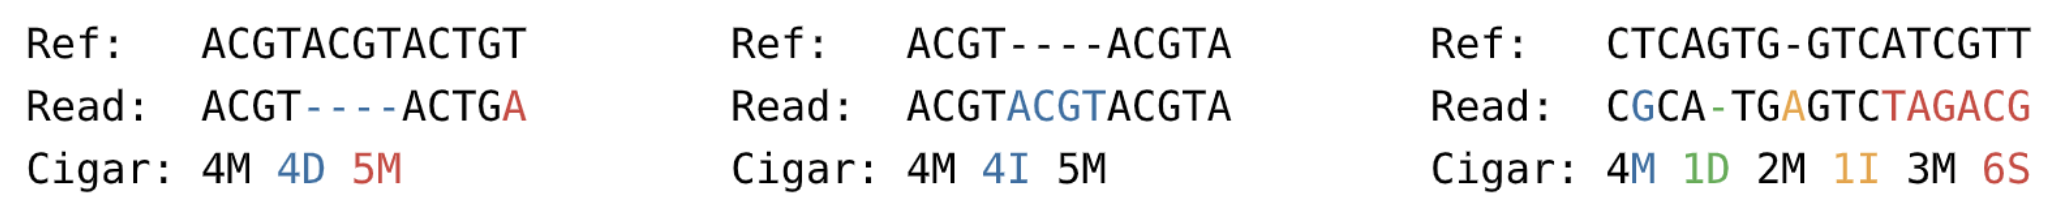 Ref: ACGTACGTACTGT
Read: ACGT----ACTGA
Cigar: 4M 4D 5M
Ref: ACGT----ACGTA
Read: ACGTACGTACGTA
Cigar: 4M 4I 5M
Ref: CTCAGTG-GTCATCGTT
Read: CGCA-TGAGTCTAGACG
Cigar: 4M 1D 2M 1I 3M 6S